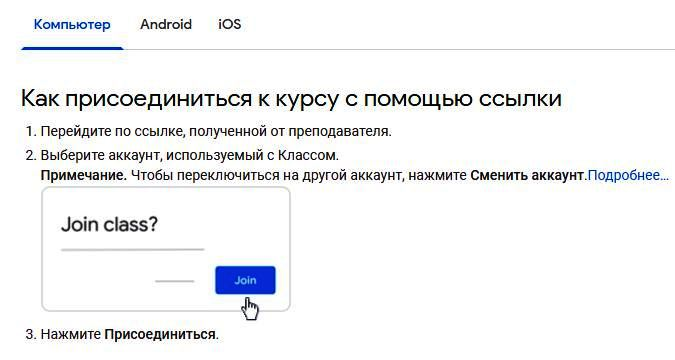 Компьютер Android iOS
Как присоединиться к курсу с помощью ссылки
1. Перейдите по ссылке, полученной от преподавателя.
2. Выберите аккаунт, используемый с Классом.
Примечание. Чтобы переключиться на другой аккаунт, нажмите Сменить аккаунт.Подробнее...
Join class?
Join
3. Нажмите Присоединиться.